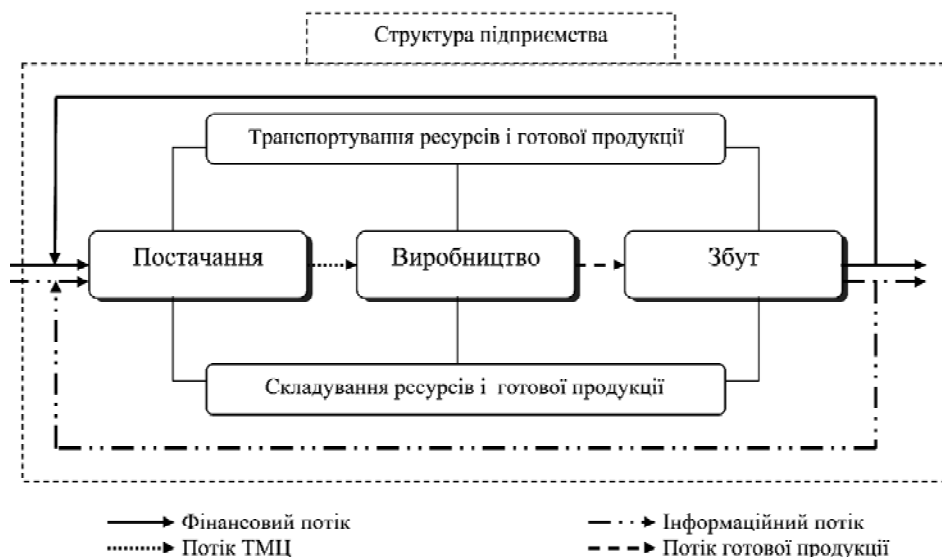 Структура підприємства
Транспортування ресурсів і готової продукції
Постачання
Виробництво
Збут
Складування ресурсів і готової продукції
Фінансовий потік
Інформаційний потік
Потік ТМЦ
Потік готової продукції